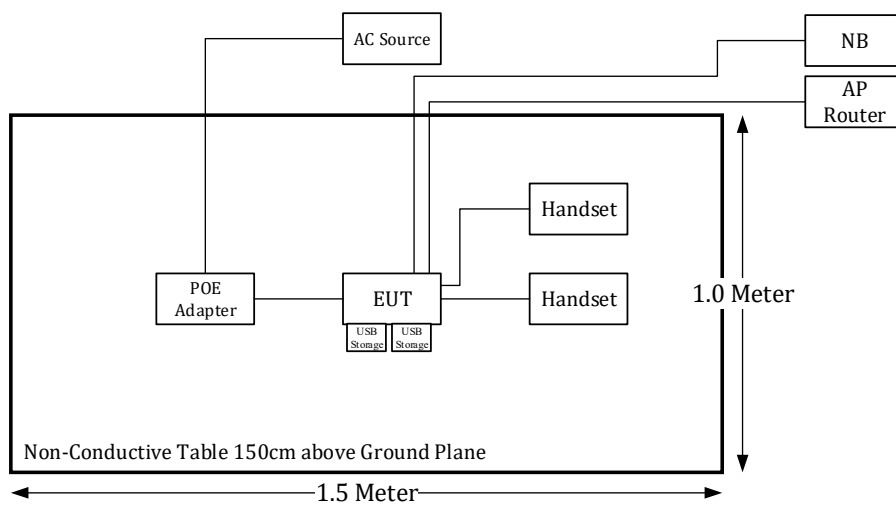 AC Source
NB
AP
Router
Handset
POE
Adapter
EUT
Handset
1.0 Meter
USB
Storage
USB
Storage
Non-Conductive Table 150cm above Ground Plane
1.5 Meter